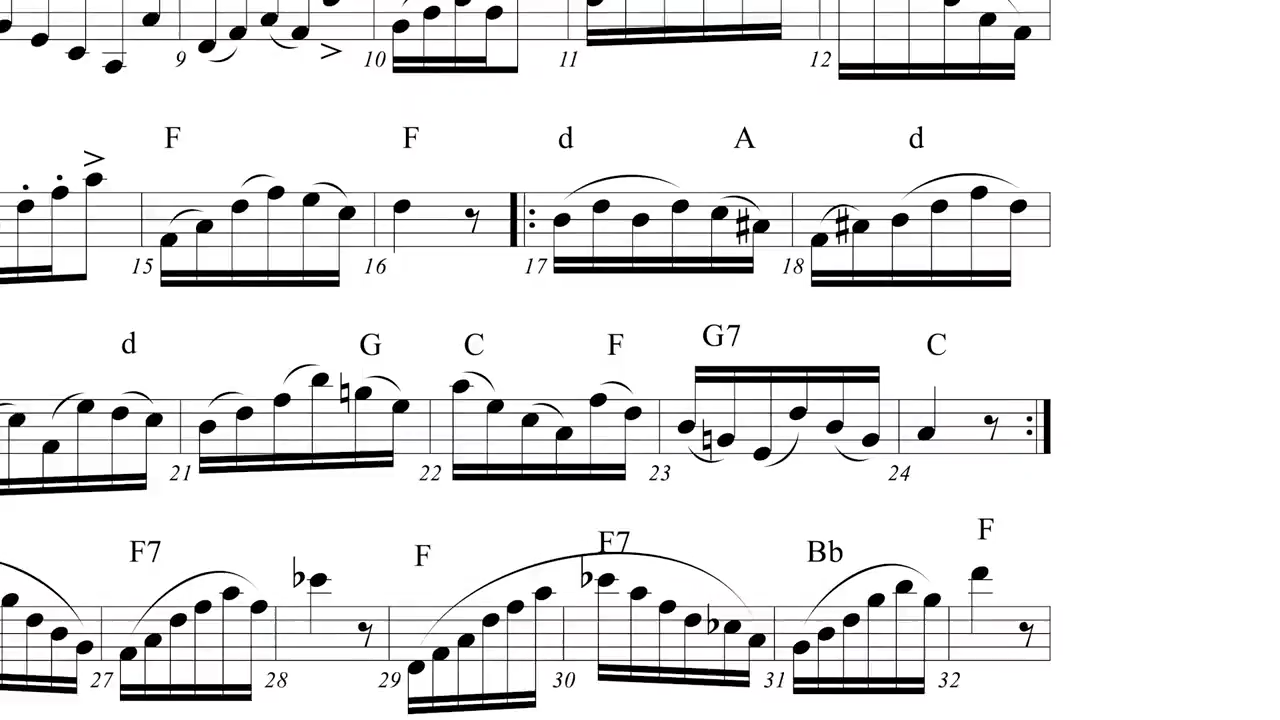 9 10 11 12
F F d A d
15 16 17 18
d G C F G7 C
21 22 23 24
F7 F F7 Bb F
27 28 29 30 31 32